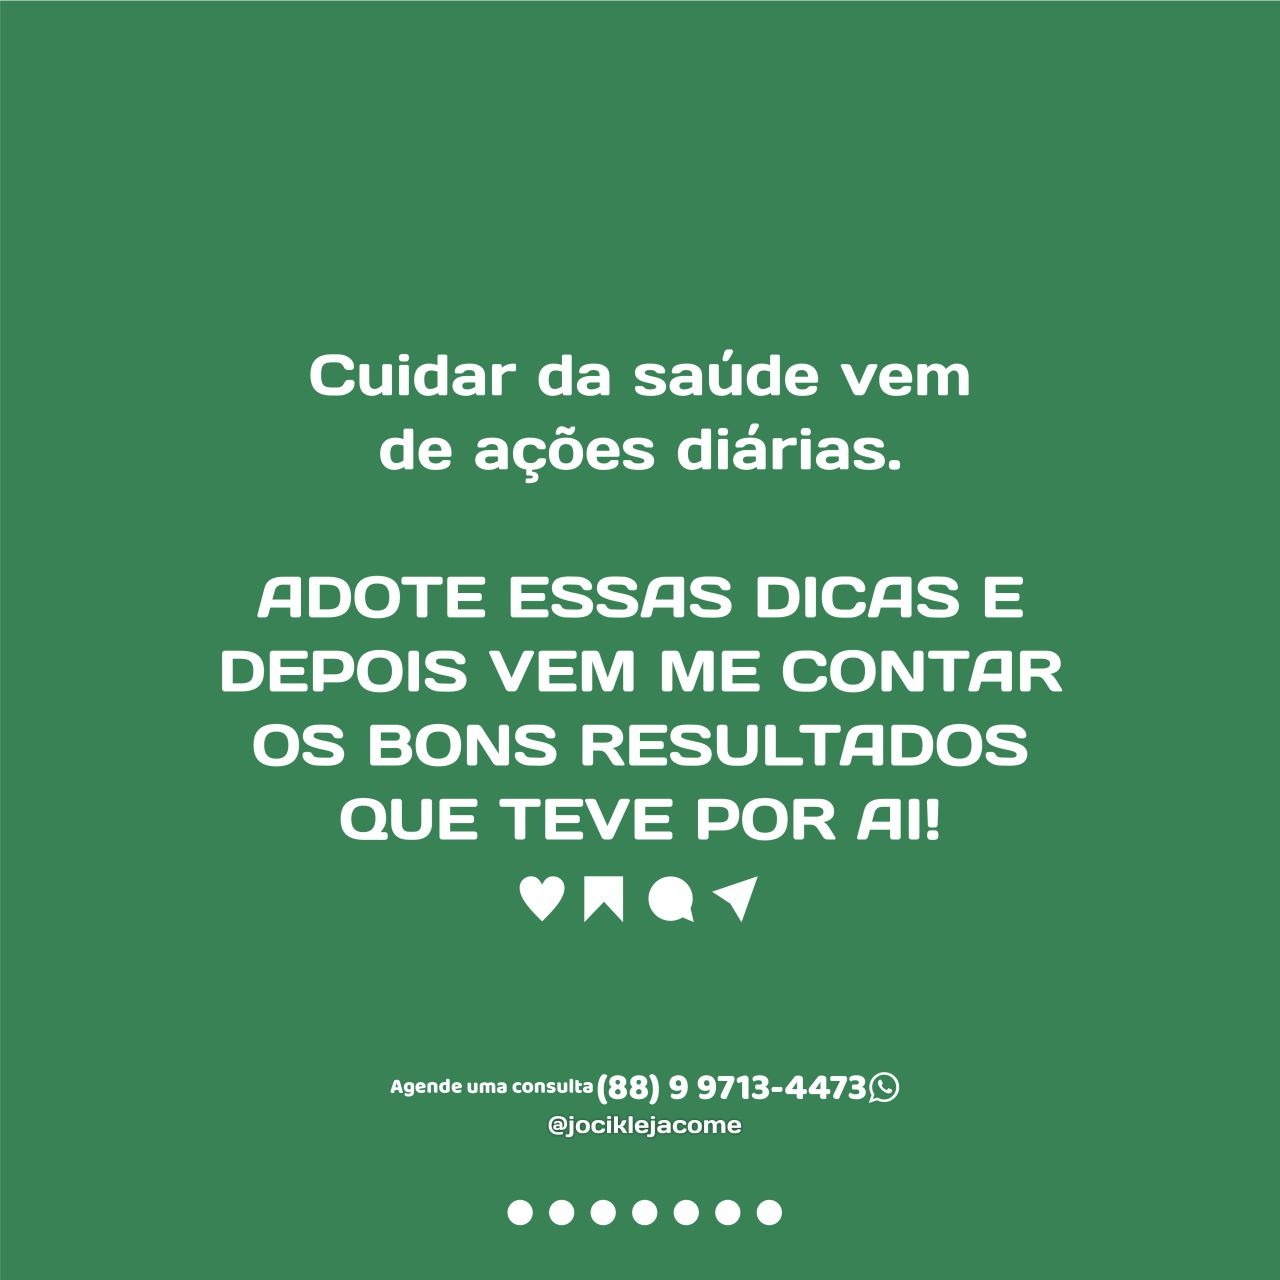 Cuidar da saúde vem
de ações diárias.
ADOTE ESSAS DICAS E
DEPOIS VEM ME CONTAR
OS BONS RESULTADOS
QUE TEVE POR AI!
Agende uma consulta (88) 9 9713-4473
@jociklejacome